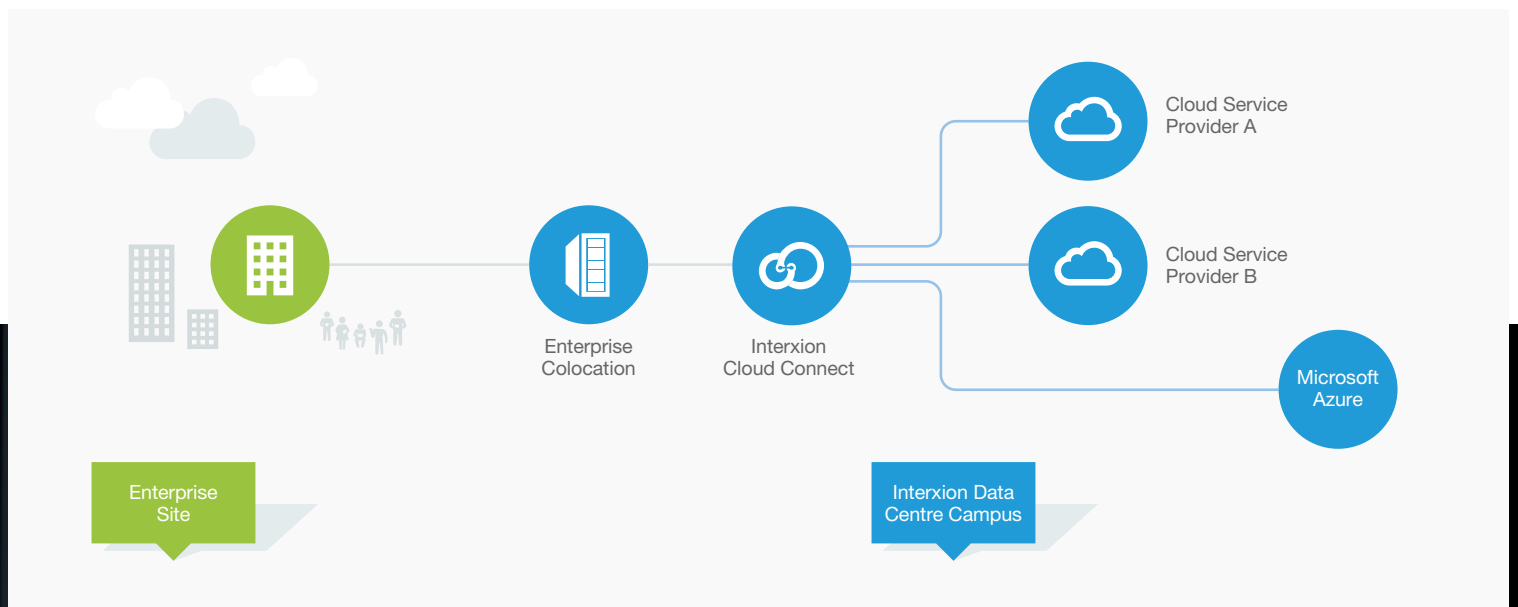 Cloud Service
Provider A
Cloud Service
Provider B
Enterprise
Colocation
Interxion
Cloud Connect
Microsoft
Azure
Enterprise
Site
Interxion Data
Centre Campus